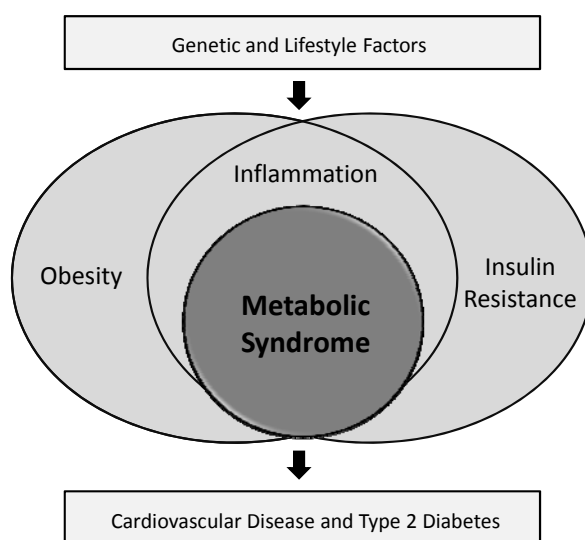 Genetic and Lifestyle Factors
Inflammation
Obesity
Insulin
Resistance
Metabolic
Syndrome
Cardiovascular Disease and Type 2 Diabetes